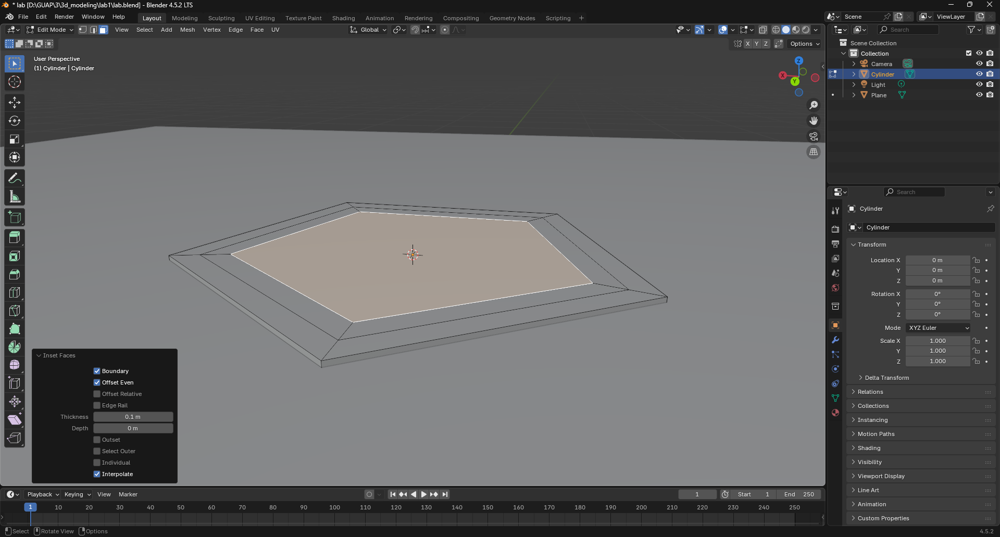 * lab [D:\GUAP\3\3d_modeling\lab1\lab.blend] - Blender 4.5.2 LTS
File Edit Render Window Help
Layout Modeling Sculpting UV Editing Texture Paint Shading Animation Rendering Compositing Geometry Nodes Scripting +
Scene
ViewLayer
Edit Mode View Select Add Mesh Vertex Edge Face UV
Global
Search
X Y Z
Options
User Perspective
(1) Cylinder | Cylinder
Z
X
Y
Scene Collection
Collection
Camera
Cylinder
Light
Plane
Search
Cylinder
Cylinder
Transform
Location X 0 m
Y 0 m
Z 0 m
Rotation X 0°
Y 0°
Z 0°
Mode XYZ Euler
Scale X 1.000
Y 1.000
Z 1.000
Delta Transform
Relations
Collections
Instancing
Motion Paths
Shading
Visibility
Viewport Display
Line Art
Animation
Custom Properties
Inset Faces
Boundary
Offset Even
Offset Relative
Edge Rail
Thickness 0.1 m
Depth 0 m
Outset
Select Outer
Individual
Interpolate
Playback Keying View Marker
1
Start 1
End 250
1 10 20 30 40 50 60 70 80 90 100 110 120 130 140 150 160 170 180 190 200 210 220 230 240 250
Select Rotate View Options
4.5.2